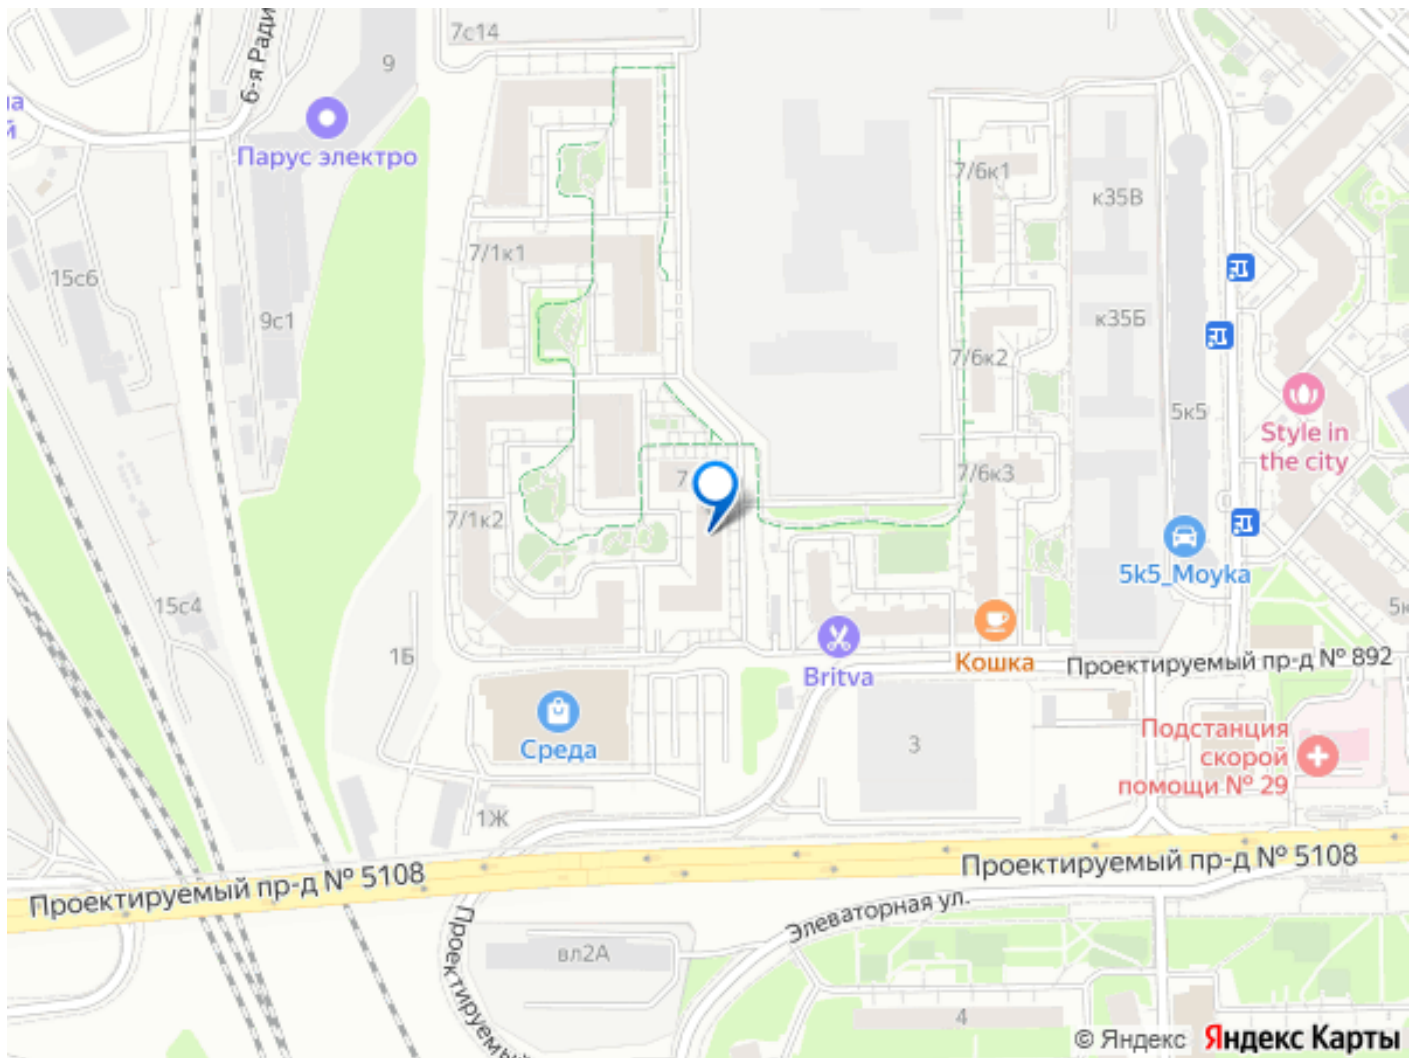 7с14
9
6-я Ради
Парус электро
15с6
9с1
7/1к1
7/6к1
к35В
к35Б
7/6к2
5к5
Style in
the city
7
7/6к3
7/1к2
5k5_Moyka
15с4
1Б
Britva
Кошка
Проектируемый пр-д № 892
Среда
3
Подстанция
скорой
помощи № 29
1Ж
Проектируемый пр-д № 5108
Проектируемый пр-д № 5108
Элеваторная ул.
Проектируемый
вл2А
4
© Яндекс Яндекс Карты